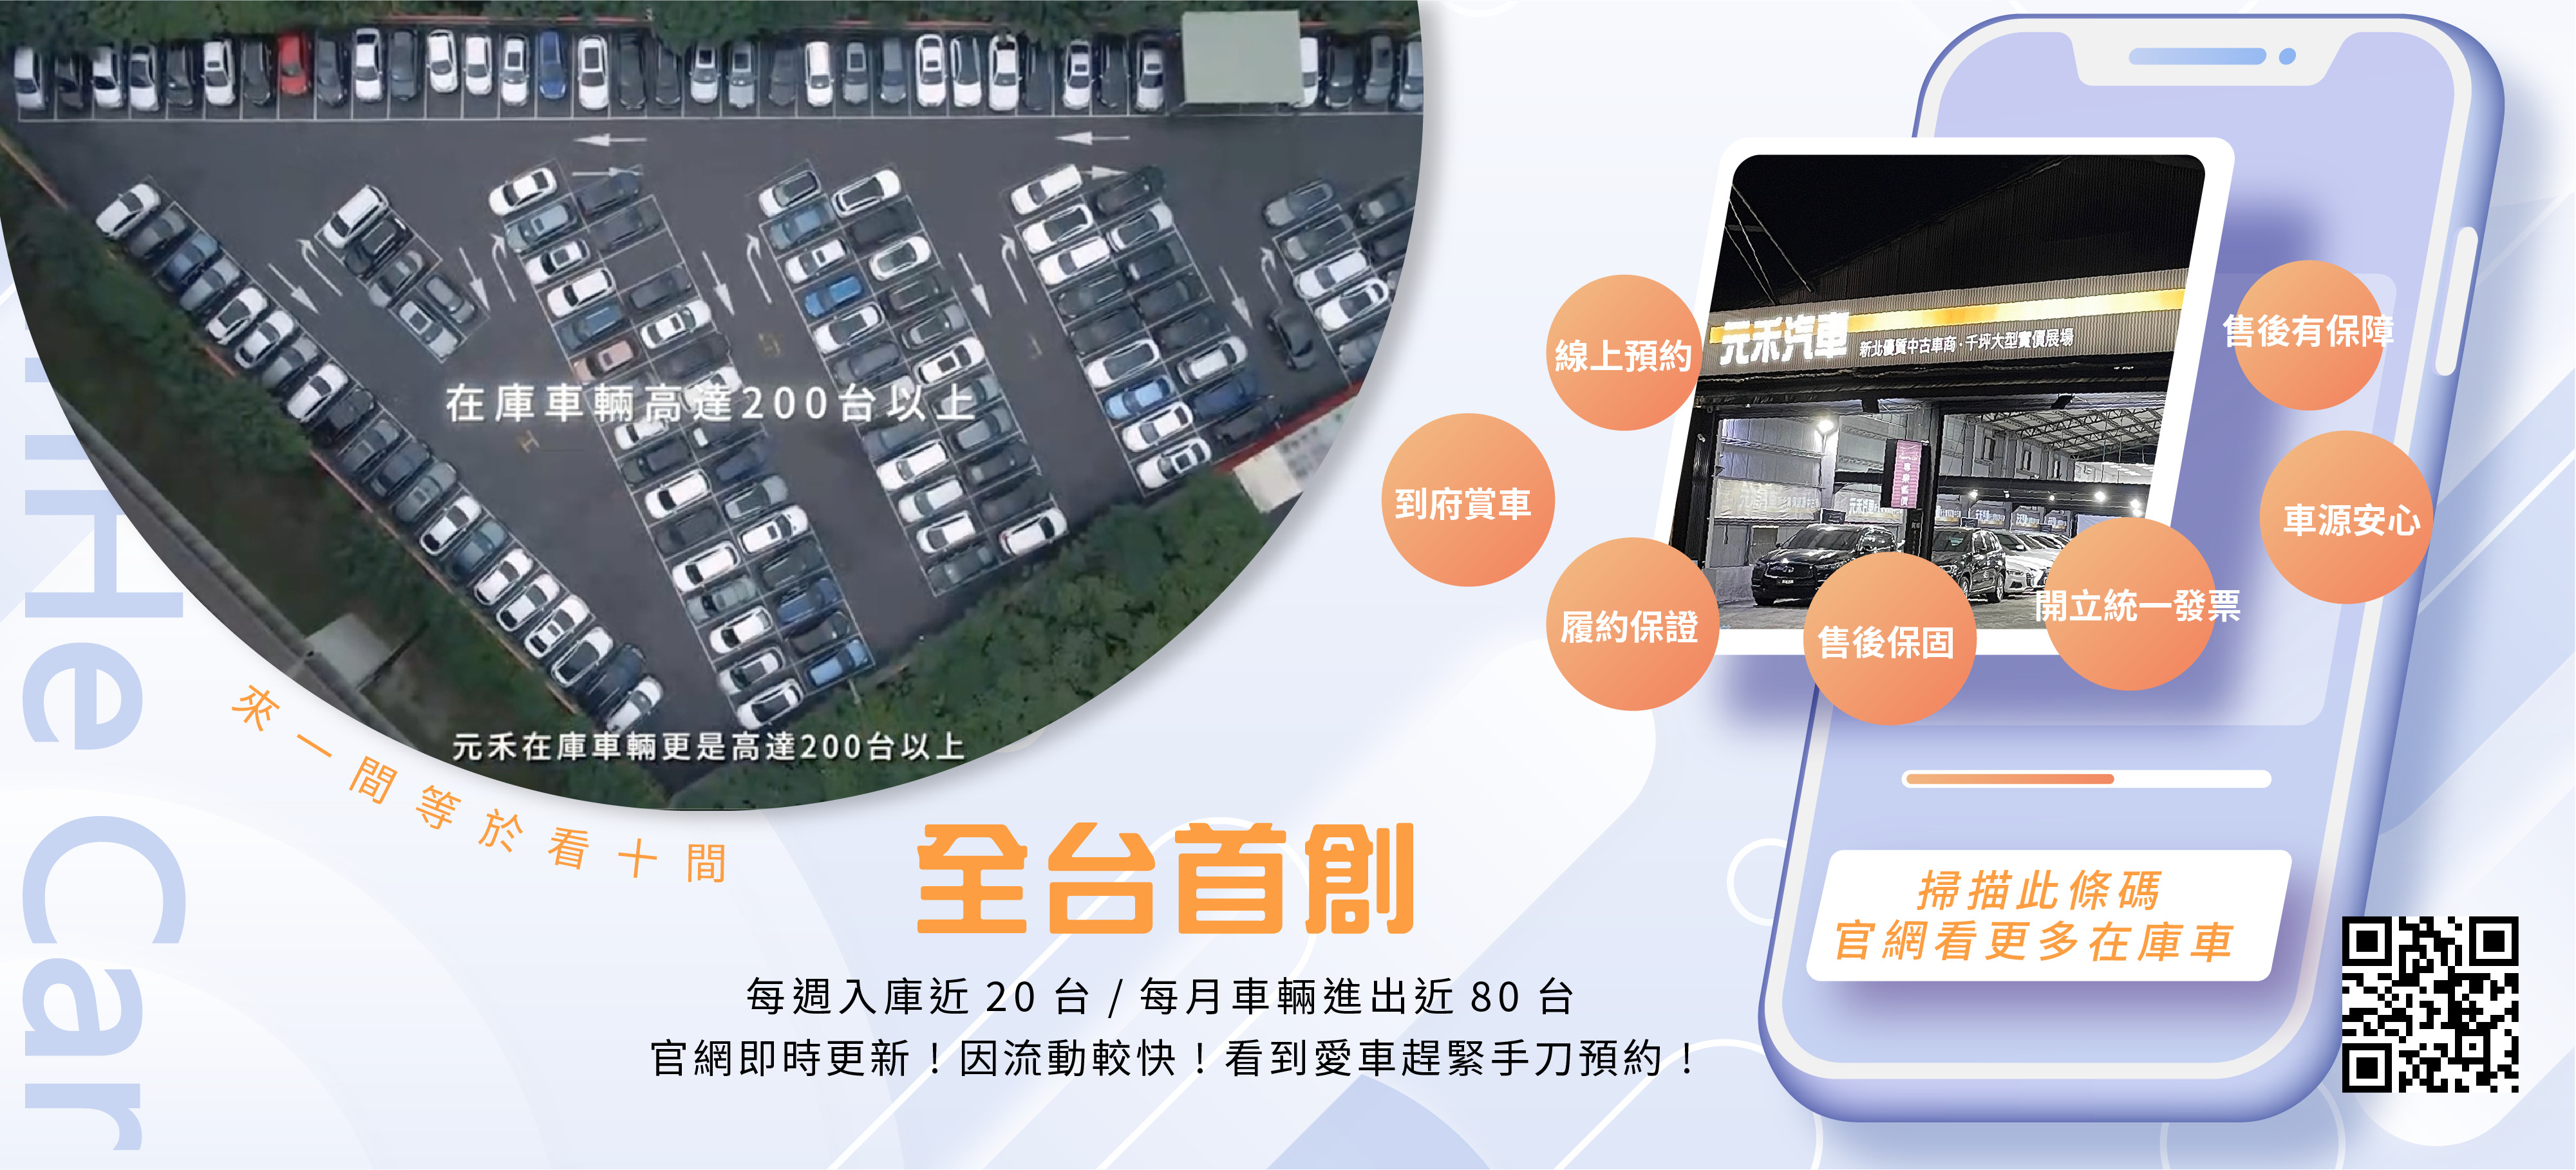 在庫車輛高達200台以上
元禾在庫車輛更是高達200台以上
來一間等於看十間
nHe Car
全台首創
每週入庫近 20 台 / 每月車輛進出近 80 台
官網即時更新！因流動較快！看到愛車趕緊手刀預約！
元禾汽車
新北優質中古車商·千坪大型實價展場
線上預約
到府賞車
履約保證
售後保固
開立統一發票
車源安心
售後有保障
掃描此條碼
官網看更多在庫車